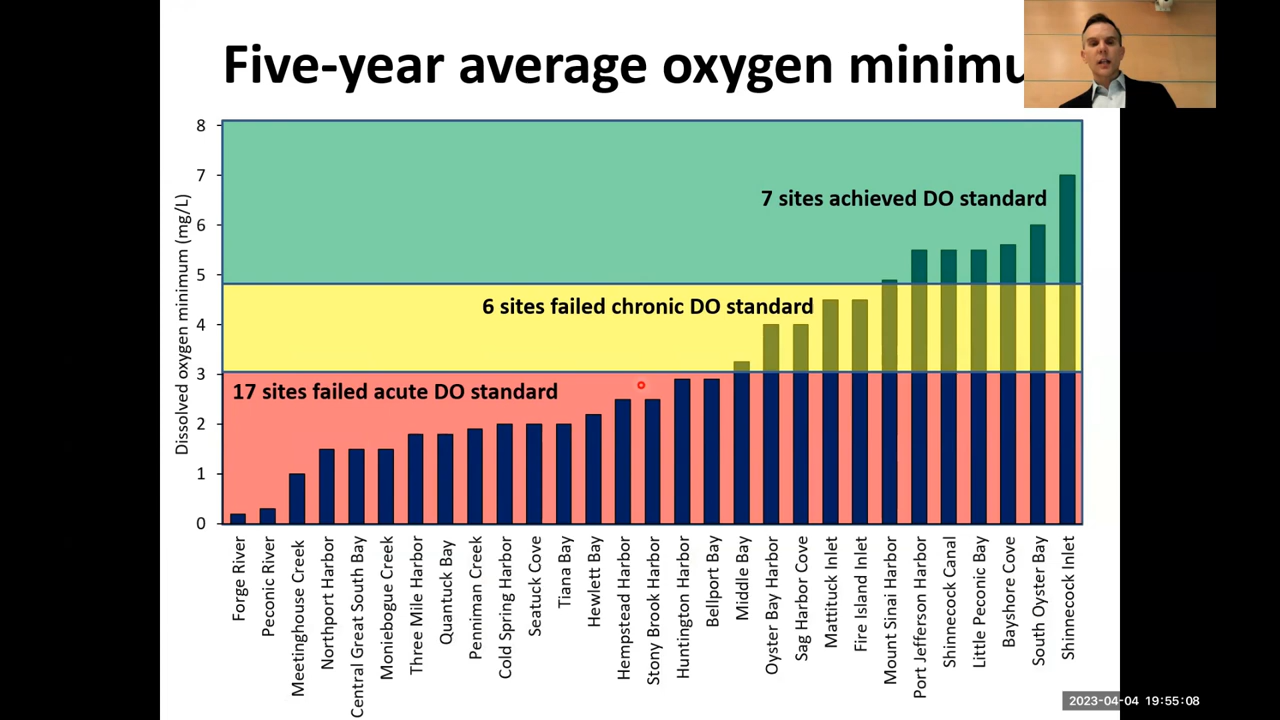 Five-year average oxygen minimu
8
7
6
5
4
3
2
1
0
Dissolved oxygen minimum (mg/L)
7 sites achieved DO standard
6 sites failed chronic DO standard
17 sites failed acute DO standard
Forge River
Peconic River
Meetinghouse Creek
Northport Harbor
Central Great South Bay
Moniebogue Creek
Three Mile Harbor
Quantuck Bay
Penniman Creek
Cold Spring Harbor
Seatuck Cove
Tiana Bay
Hewlett Bay
Hempstead Harbor
Stony Brook Harbor
Huntington Harbor
Bellport Bay
Middle Bay
Oyster Bay Harbor
Sag Harbor Cove
Mattituck Inlet
Fire Island Inlet
Mount Sinai Harbor
Port Jefferson Harbor
Shinnecock Canal
Little Peconic Bay
Bayshore Cove
South Oyster Bay
Shinnecock Inlet
2023-04-04 19:55:08